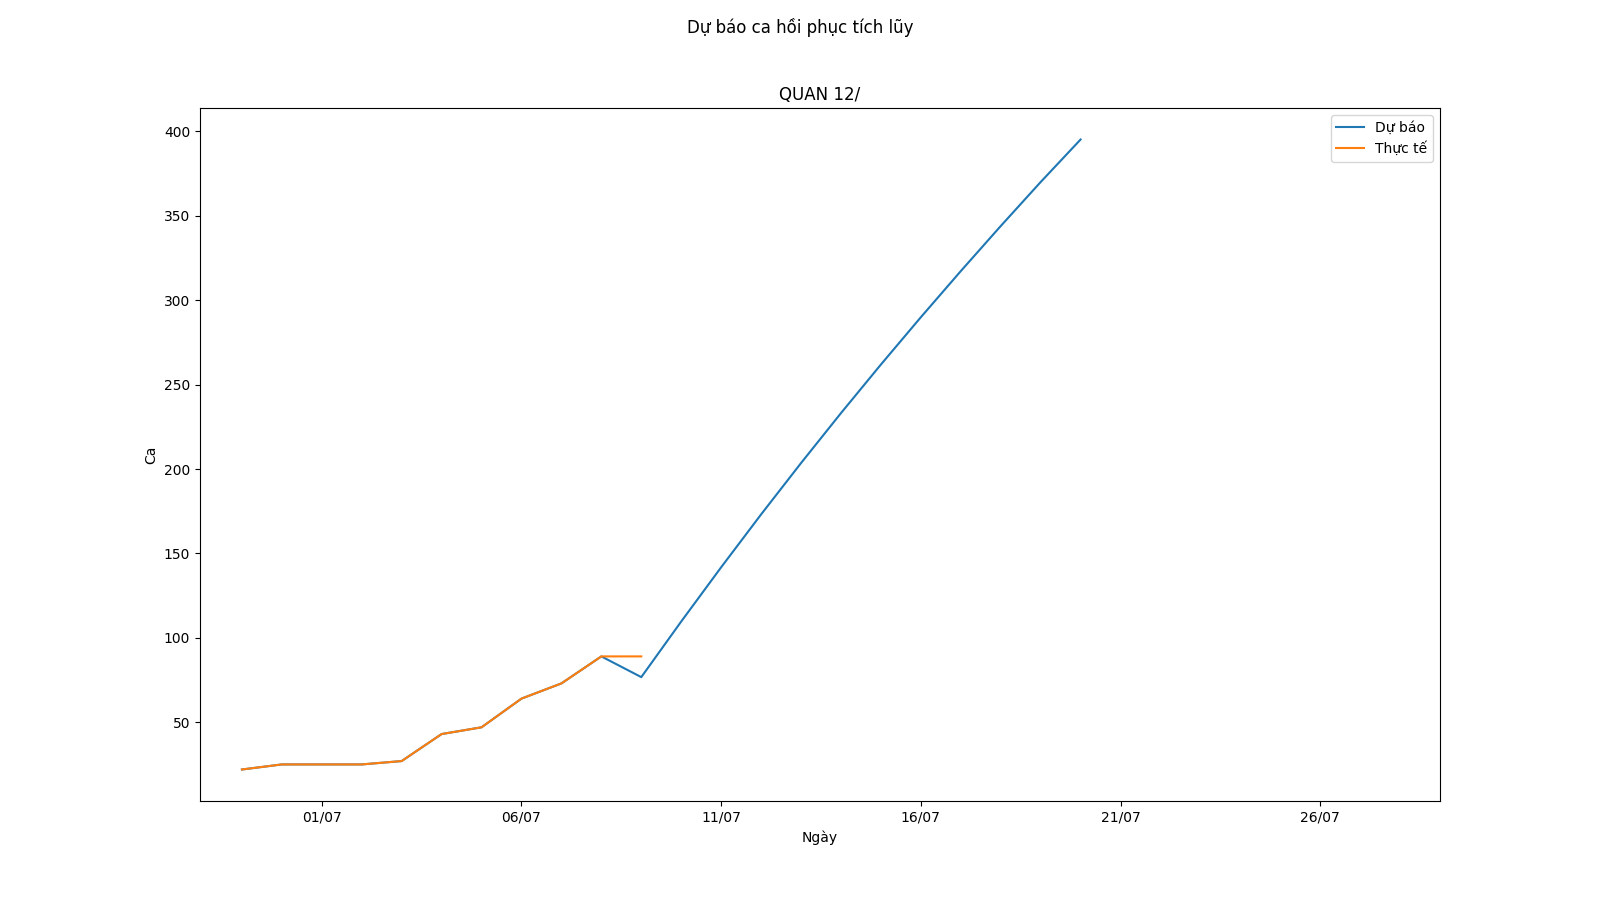 Dự báo ca hồi phục tích lũy
QUAN 12/
Dự báo
Thực tế
400
350
300
250
200
150
100
50
Ca
01/07 06/07 11/07 16/07 21/07 26/07
Ngày